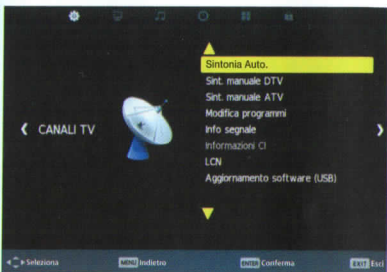 CANALI TV
Sintonia Auto.
Sint. manuale DTV
Sint. manuale ATV
Modifica programmi
Info segnale
Informazioni CI
LCN
Aggiornamento software (USB)
Seleziona MENU Indietro ENTER Conferma EXIT Esci